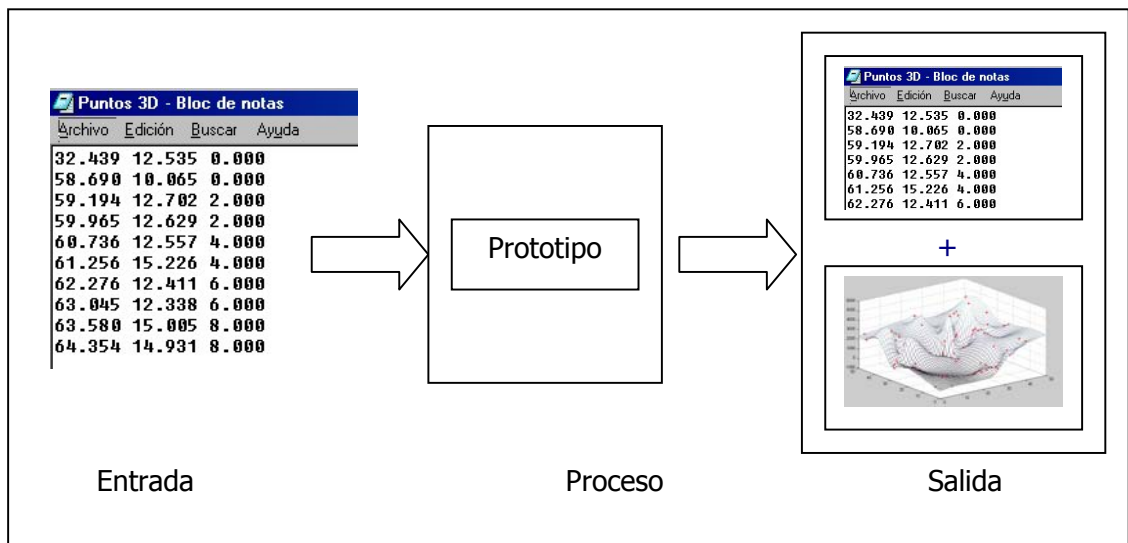 Puntos 3D - Bloc de notas
Archivo Edición Buscar Ayuda
32.439 12.535 0.000
58.690 10.065 0.000
59.194 12.702 2.000
59.965 12.629 2.000
60.736 12.557 4.000
61.256 15.226 4.000
62.276 12.411 6.000
63.045 12.338 6.000
63.580 15.005 8.000
64.354 14.931 8.000
Entrada
Prototipo
Proceso
Puntos 3D - Bloc de notas
Archivo Edición Buscar Ayuda
32.439 12.535 0.000
58.690 10.065 0.000
59.194 12.702 2.000
59.965 12.629 2.000
60.736 12.557 4.000
61.256 15.226 4.000
62.276 12.411 6.000
+
Salida